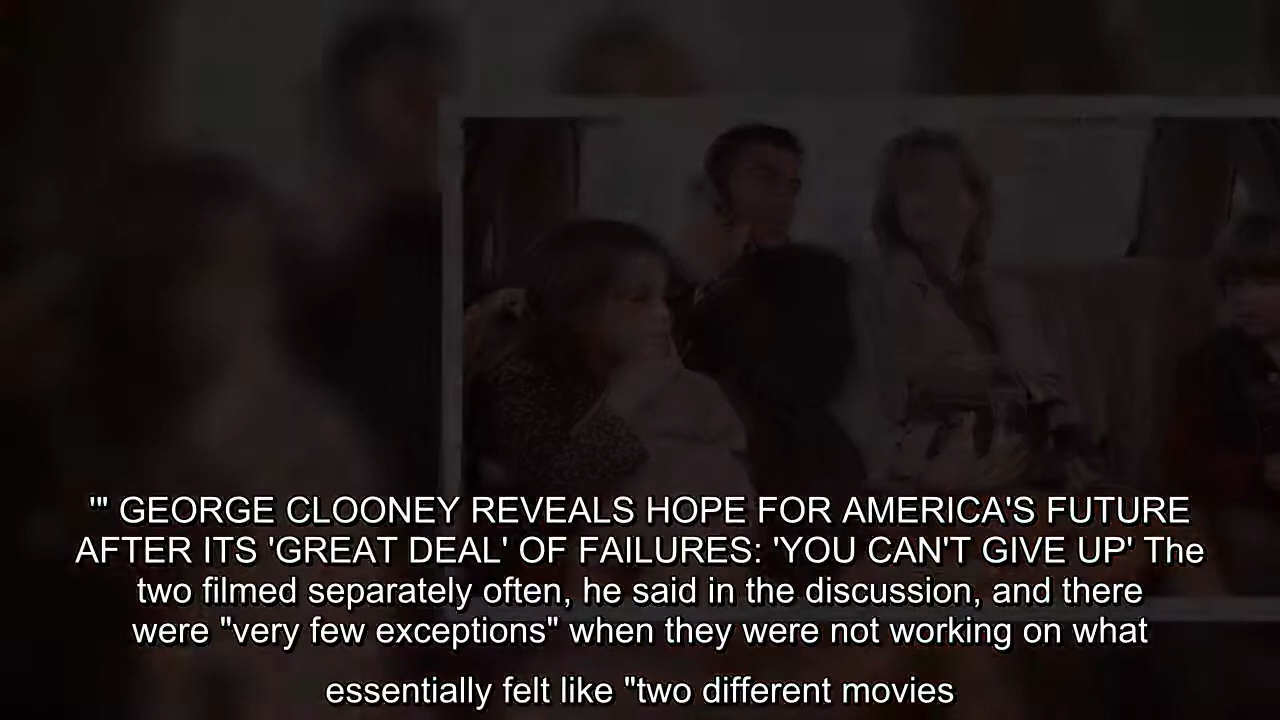 '" GEORGE CLOONEY REVEALS HOPE FOR AMERICA'S FUTURE
AFTER ITS 'GREAT DEAL' OF FAILURES: 'YOU CAN'T GIVE UP' The
two filmed separately often, he said in the discussion, and there
were "very few exceptions" when they were not working on what
essentially felt like "two different movies